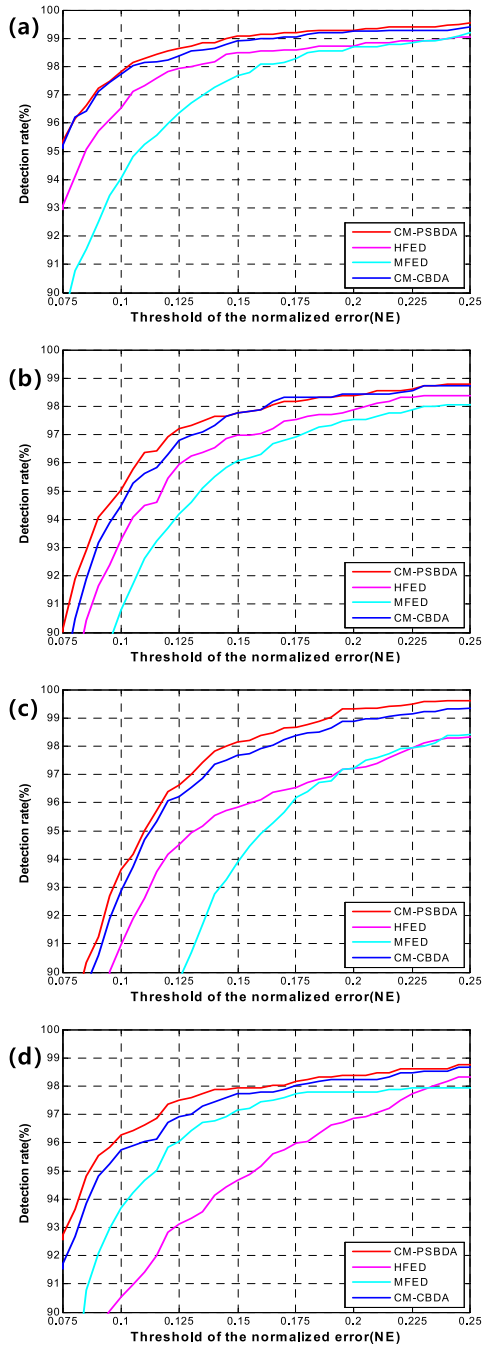 (a)
100
99
98
97
96
95
94
93
92
91
90
Detection rate(%)
CM-PSBDA
HFED
MFED
CM-CBDA
0.075 0.1 0.125 0.15 0.175 0.2 0.225 0.25
Threshold of the normalized error(NE)
(b)
100
99
98
97
96
95
94
93
92
91
90
Detection rate(%)
CM-PSBDA
HFED
MFED
CM-CBDA
0.075 0.1 0.125 0.15 0.175 0.2 0.225 0.25
Threshold of the normalized error(NE)
(c)
100
99
98
97
96
95
94
93
92
91
90
Detection rate(%)
CM-PSBDA
HFED
MFED
CM-CBDA
0.075 0.1 0.125 0.15 0.175 0.2 0.225 0.25
Threshold of the normalized error(NE)
(d)
100
99
98
97
96
95
94
93
92
91
90
Detection rate(%)
CM-PSBDA
HFED
MFED
CM-CBDA
0.075 0.1 0.125 0.15 0.175 0.2 0.225 0.25
Threshold of the normalized error(NE)